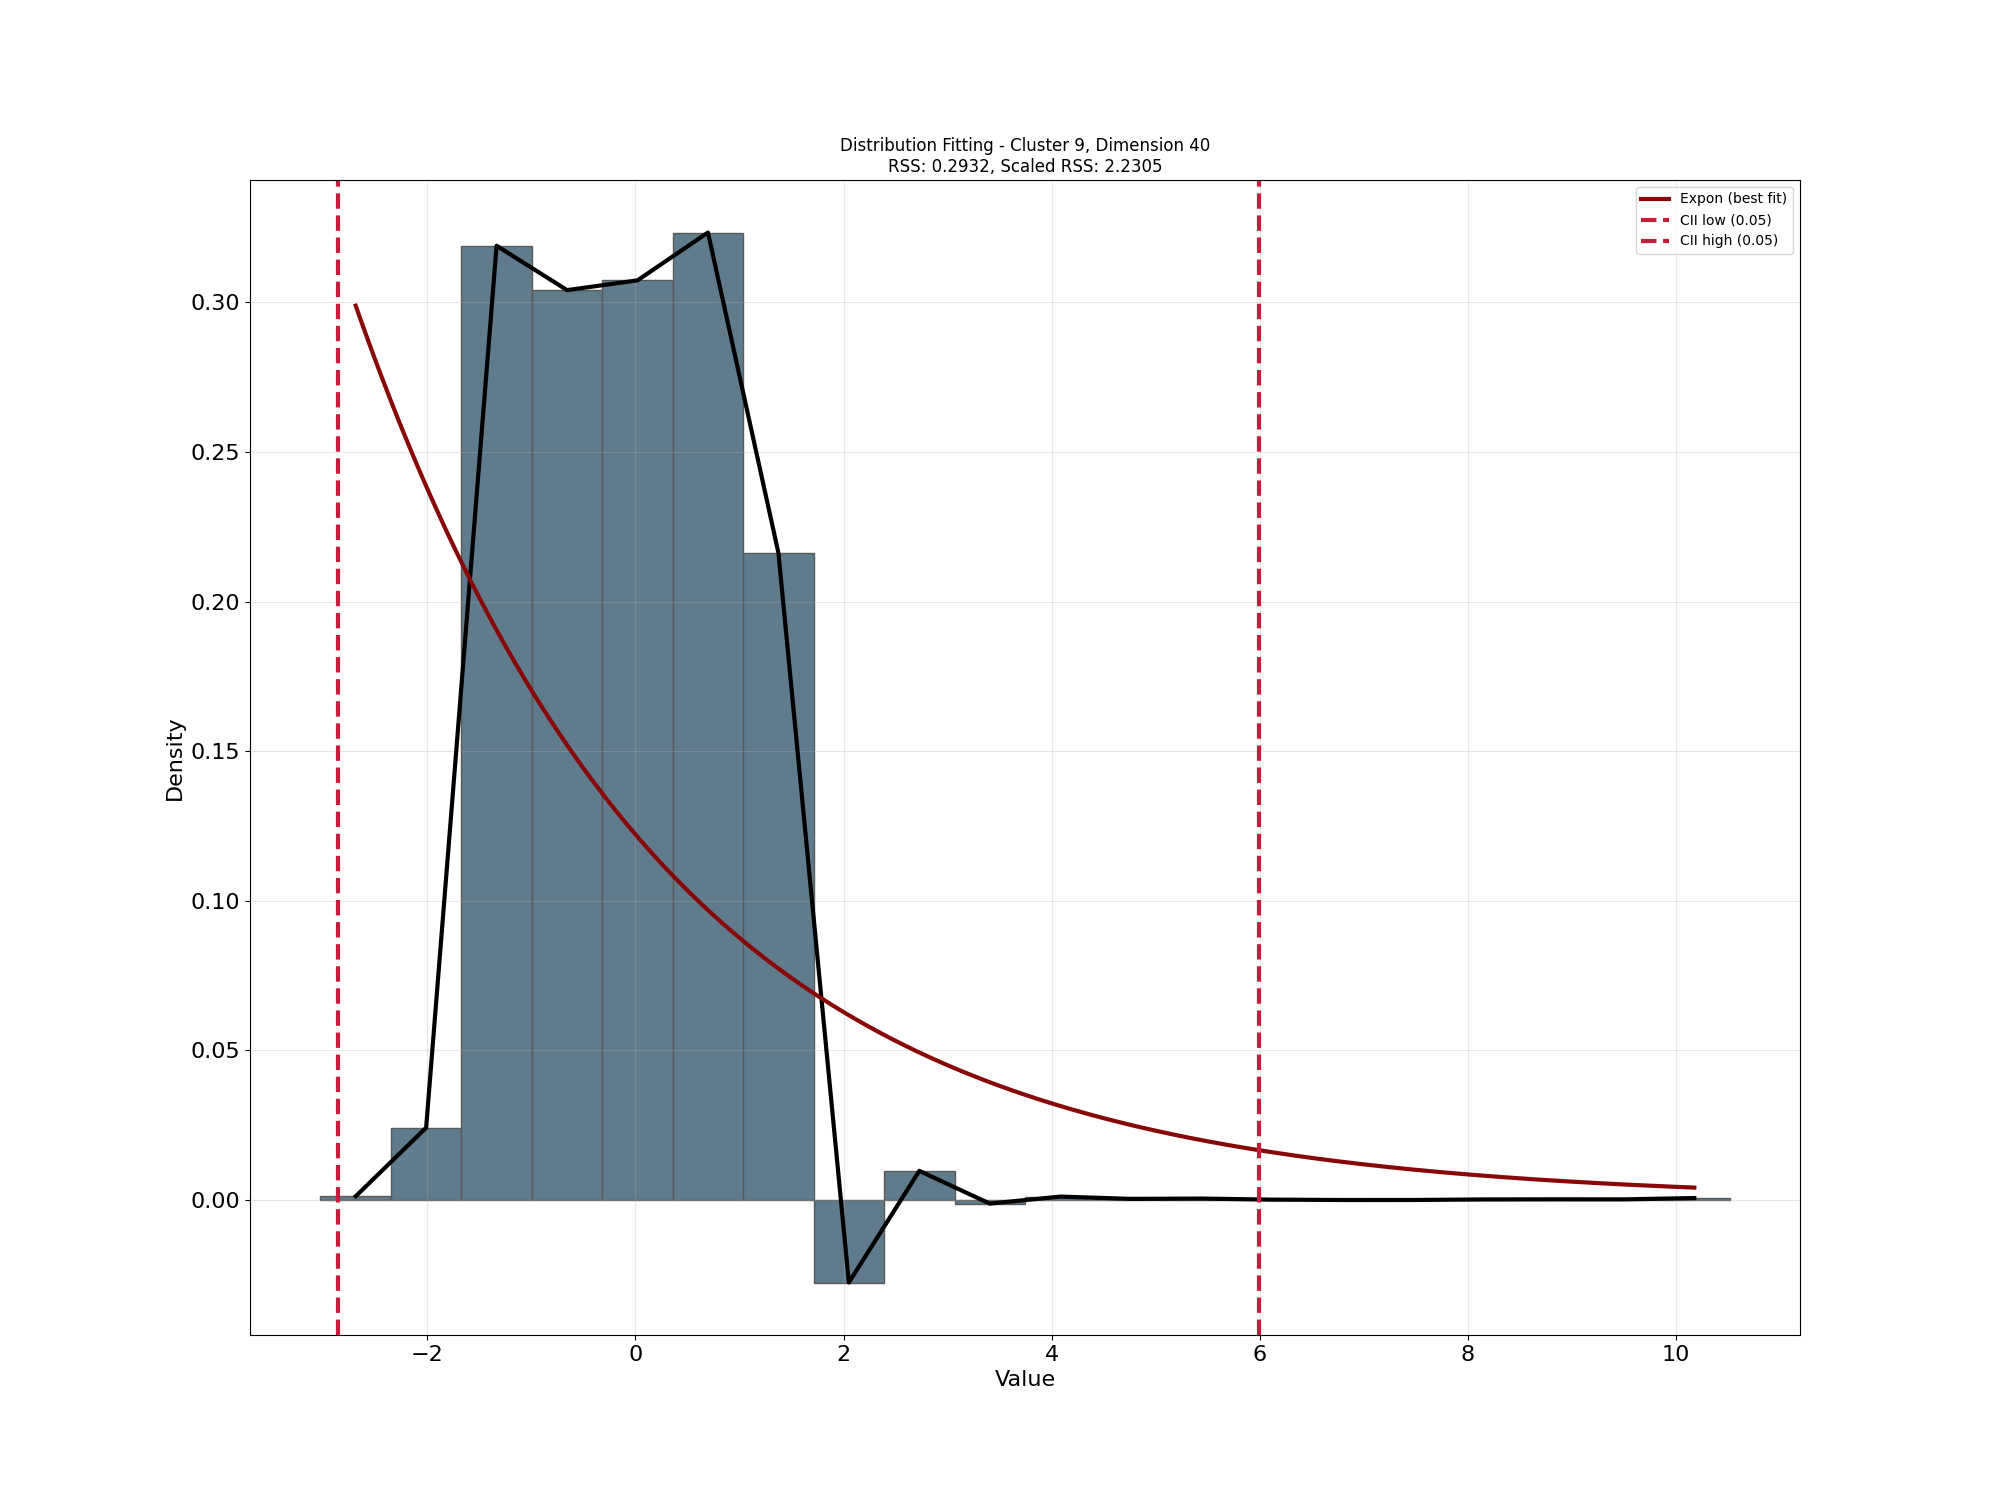 Distribution Fitting - Cluster 9, Dimension 40
RSS: 0.2932, Scaled RSS: 2.2305
Expon (best fit)
CII low (0.05)
CII high (0.05)
Density
0.30
0.25
0.20
0.15
0.10
0.05
0.00
−2 0 2 4 6 8 10
Value